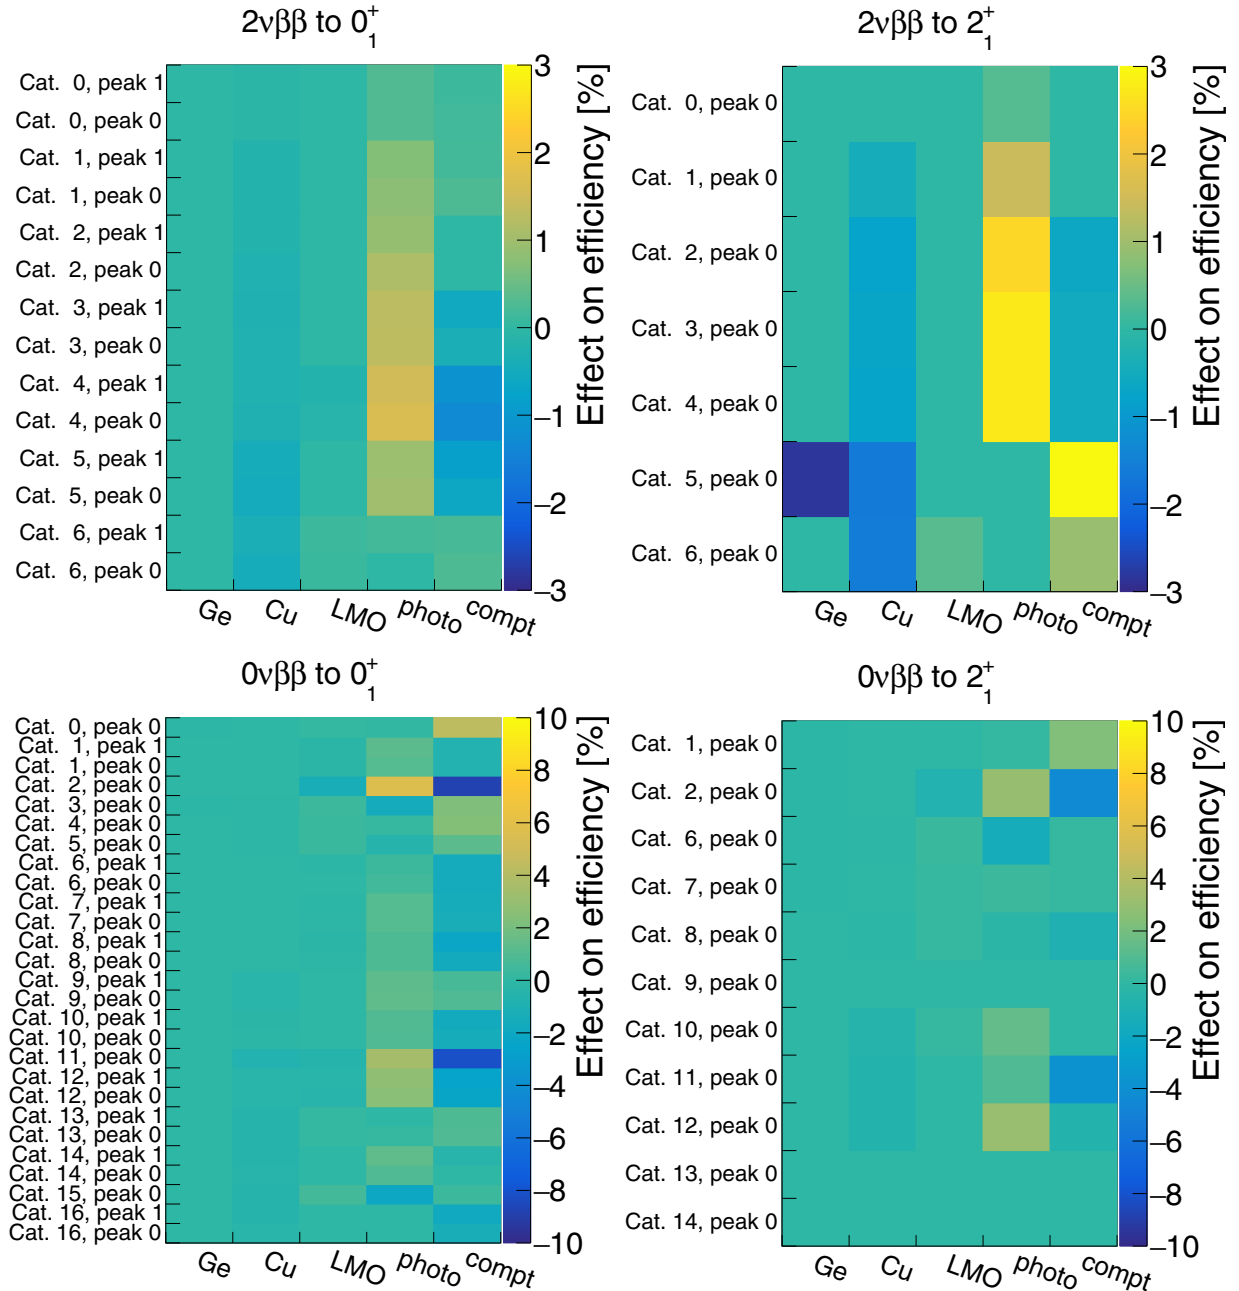 2νββ to 0₁⁺
Cat. 0, peak 1
Cat. 0, peak 0
Cat. 1, peak 1
Cat. 1, peak 0
Cat. 2, peak 1
Cat. 2, peak 0
Cat. 3, peak 1
Cat. 3, peak 0
Cat. 4, peak 1
Cat. 4, peak 0
Cat. 5, peak 1
Cat. 5, peak 0
Cat. 6, peak 1
Cat. 6, peak 0
Ge Cu LMO photo compt
3
2
1
0
−1
−2
−3
Effect on efficiency [%]
2νββ to 2₁⁺
Cat. 0, peak 0
Cat. 1, peak 0
Cat. 2, peak 0
Cat. 3, peak 0
Cat. 4, peak 0
Cat. 5, peak 0
Cat. 6, peak 0
Ge Cu LMO photo compt
3
2
1
0
−1
−2
−3
Effect on efficiency [%]
0νββ to 0₁⁺
Cat. 0, peak 0
Cat. 1, peak 1
Cat. 1, peak 0
Cat. 2, peak 0
Cat. 3, peak 0
Cat. 4, peak 0
Cat. 5, peak 0
Cat. 6, peak 1
Cat. 6, peak 0
Cat. 7, peak 1
Cat. 7, peak 0
Cat. 8, peak 1
Cat. 8, peak 0
Cat. 9, peak 1
Cat. 9, peak 0
Cat. 10, peak 1
Cat. 10, peak 0
Cat. 11, peak 0
Cat. 12, peak 1
Cat. 12, peak 0
Cat. 13, peak 1
Cat. 13, peak 0
Cat. 14, peak 1
Cat. 14, peak 0
Cat. 15, peak 0
Cat. 16, peak 1
Cat. 16, peak 0
Ge Cu LMO photo compt
10
8
6
4
2
0
−2
−4
−6
−8
−10
Effect on efficiency [%]
0νββ to 2₁⁺
Cat. 1, peak 0
Cat. 2, peak 0
Cat. 6, peak 0
Cat. 7, peak 0
Cat. 8, peak 0
Cat. 9, peak 0
Cat. 10, peak 0
Cat. 11, peak 0
Cat. 12, peak 0
Cat. 13, peak 0
Cat. 14, peak 0
Ge Cu LMO photo compt
10
8
6
4
2
0
−2
−4
−6
−8
−10
Effect on efficiency [%]